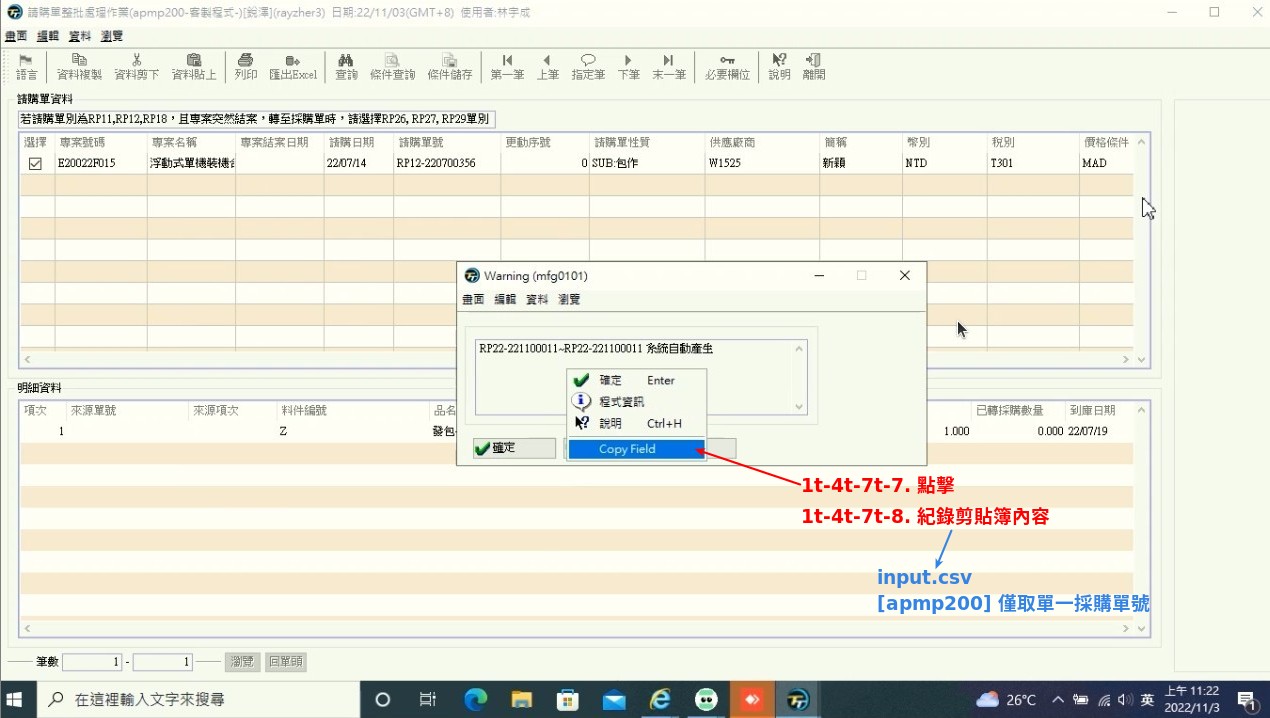 請購單整批處理作業(apmp200-客製程式-)[銳澤](rayzher3) 日期:22/11/03(GMT+8) 使用者:林宇成
畫面 編輯 資料 瀏覽
語言 資料複製 資料剪下 資料貼上 列印 匯出Excel 查詢 條件查詢 條件儲存 第一筆 上筆 指定筆 下筆 末一筆 必要欄位 說明 離開
請購單資料
若請購單別為RP11,RP12,RP18，且專案突然結案，轉至採購單時，請選擇RP26, RP27, RP29單別
選擇 專案號碼 專案名稱 專案結案日期 請購日期 請購單號 更動序號 請購單性質 供應廠商 簡稱 幣別 稅別 價格條件
E20022F015 浮動式單機裝機 22/07/14 RP12-220700356 0 SUB:包作 W1525 新穎 NTD T301 MAD
Warning (mfg0101)
畫面 編輯 資料 瀏覽
RP22-221100011~RP22-221100011 系統自動產生
確定 Enter
程式資訊
說明 Ctrl+H
Copy Field
確定
明細資料
項次 來源單號 來源項次 料件編號 品名 已轉採購數量 到庫日期
1 Z 發包 1.000 0.000 22/07/19
1t-4t-7t-7. 點擊
1t-4t-7t-8. 紀錄剪貼簿內容
input.csv
[apmp200] 僅取單一採購單號
筆數 1 - 1 瀏覽 回單頭
在這裡輸入文字來搜尋
26°C 英 上午 11:22
2022/11/3
1